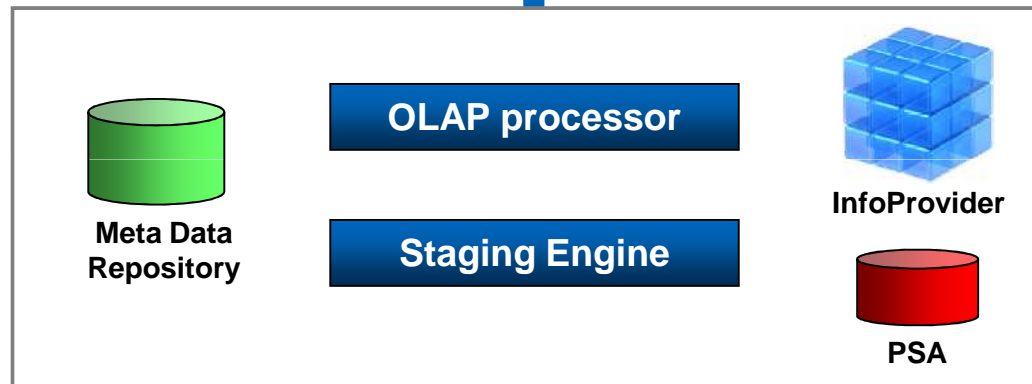 OLAP processor
InfoProvider
Meta Data
Repository
Staging Engine
PSA